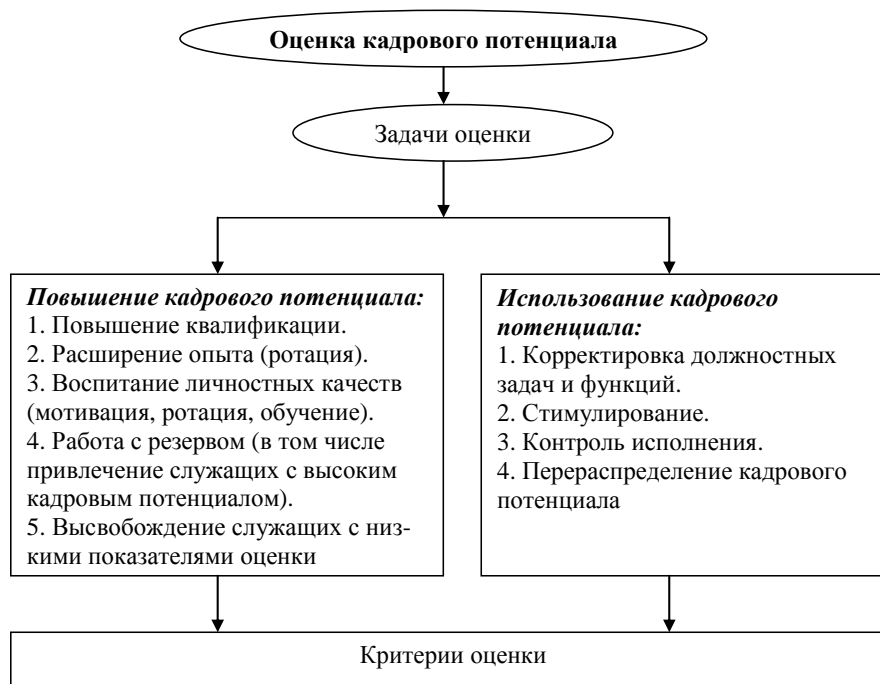 Оценка кадрового потенциала
Задачи оценки
Повышение кадрового потенциала:
1. Повышение квалификации.
2. Расширение опыта (ротация).
3. Воспитание личностных качеств
(мотивация, ротация, обучение).
4. Работа с резервом (в том числе
привлечение служащих с высоким
кадровым потенциалом).
5. Высвобождение служащих с низ-
кими показателями оценки
Использование кадрового
потенциала:
1. Корректировка должностных
задач и функций.
2. Стимулирование.
3. Контроль исполнения.
4. Перераспределение кадрового
потенциала
Критерии оценки